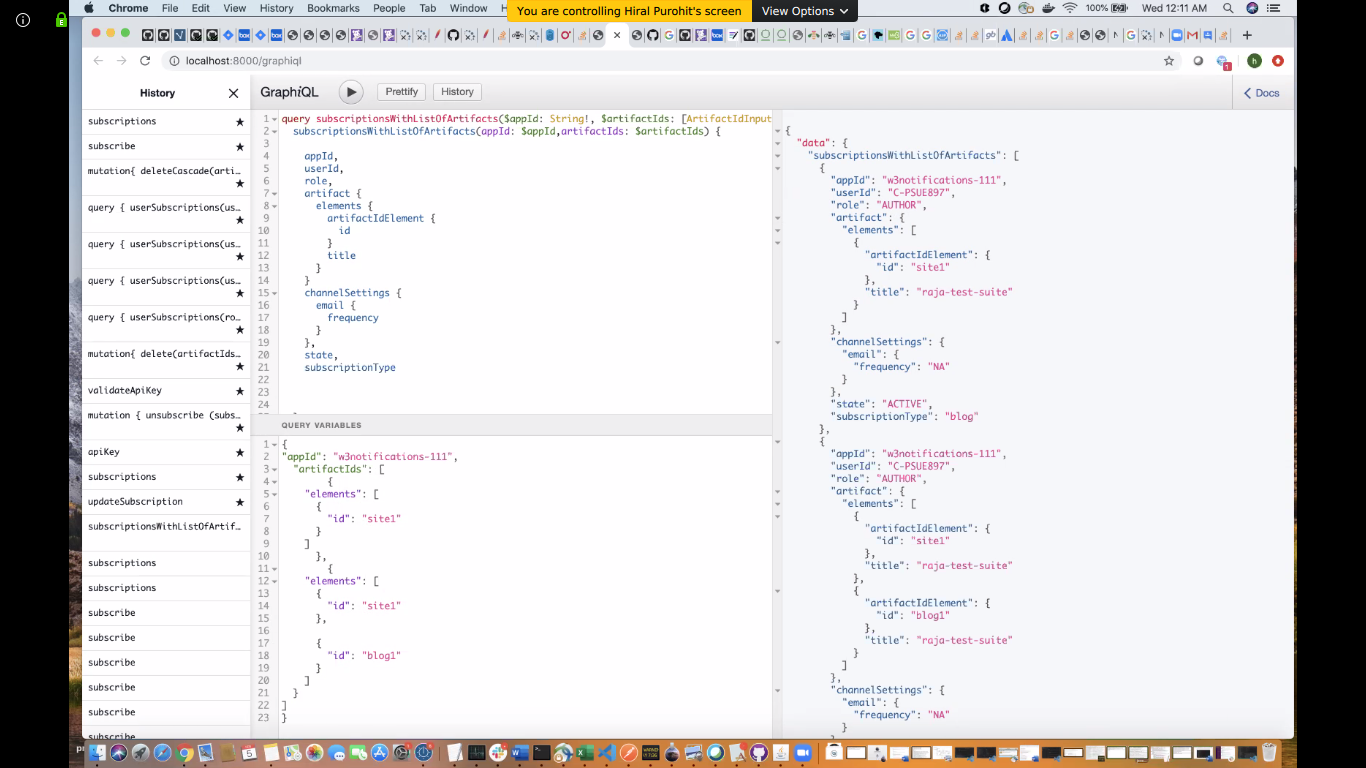 Chrome File Edit View History Bookmarks People Tab Window
You are controlling Hiral Purohit's screen
View Options
100%
Wed 12:11 AM
localhost:8000/graphiql
History
GraphiQL
Prettify
History
Docs
subscriptions
subscribe
mutation{ deleteCascade(arti…
query { userSubscriptions(us…
query { userSubscriptions(us…
query { userSubscriptions(us…
query { userSubscriptions(ro…
mutation{ delete(artifactIds…
validateApiKey
mutation { unsubscribe (subs…
apiKey
subscriptions
updateSubscription
subscriptionsWithListOfArtif…
subscriptions
subscriptions
subscribe
subscribe
subscribe
subscribe
subscribe
subscribe
1 query subscriptionsWithListOfArtifacts($appId: String!, $artifactIds: [ArtifactIdInput
2 subscriptionsWithListOfArtifacts(appId: $appId,artifactIds: $artifactIds) {
3
4 appId,
5 userId,
6 role,
7 artifact {
8 elements {
9 artifactIdElement {
10 id
11 }
12 title
13 }
14 }
15 channelSettings {
16 email {
17 frequency
18 }
19 },
20 state,
21 subscriptionType
22
23
24
QUERY VARIABLES
1 {
2 "appId": "w3notifications-111",
3 "artifactIds": [
4 {
5 "elements": [
6 {
7 "id": "site1"
8 }
9 ]
10 },
11 {
12 "elements": [
13 {
14 "id": "site1"
15 },
16
17 {
18 "id": "blog1"
19 }
20 ]
21 }
22 ]
23 }
{
"data": {
"subscriptionsWithListOfArtifacts": [
{
"appId": "w3notifications-111",
"userId": "C-PSUE897",
"role": "AUTHOR",
"artifact": {
"elements": [
{
"artifactIdElement": {
"id": "site1"
},
"title": "raja-test-suite"
}
]
},
"channelSettings": {
"email": {
"frequency": "NA"
}
},
"state": "ACTIVE",
"subscriptionType": "blog"
},
{
"appId": "w3notifications-111",
"userId": "C-PSUE897",
"role": "AUTHOR",
"artifact": {
"elements": [
{
"artifactIdElement": {
"id": "site1"
},
"title": "raja-test-suite"
},
{
"artifactIdElement": {
"id": "blog1"
},
"title": "raja-test-suite"
}
]
},
"channelSettings": {
"email": {
"frequency": "NA"
}